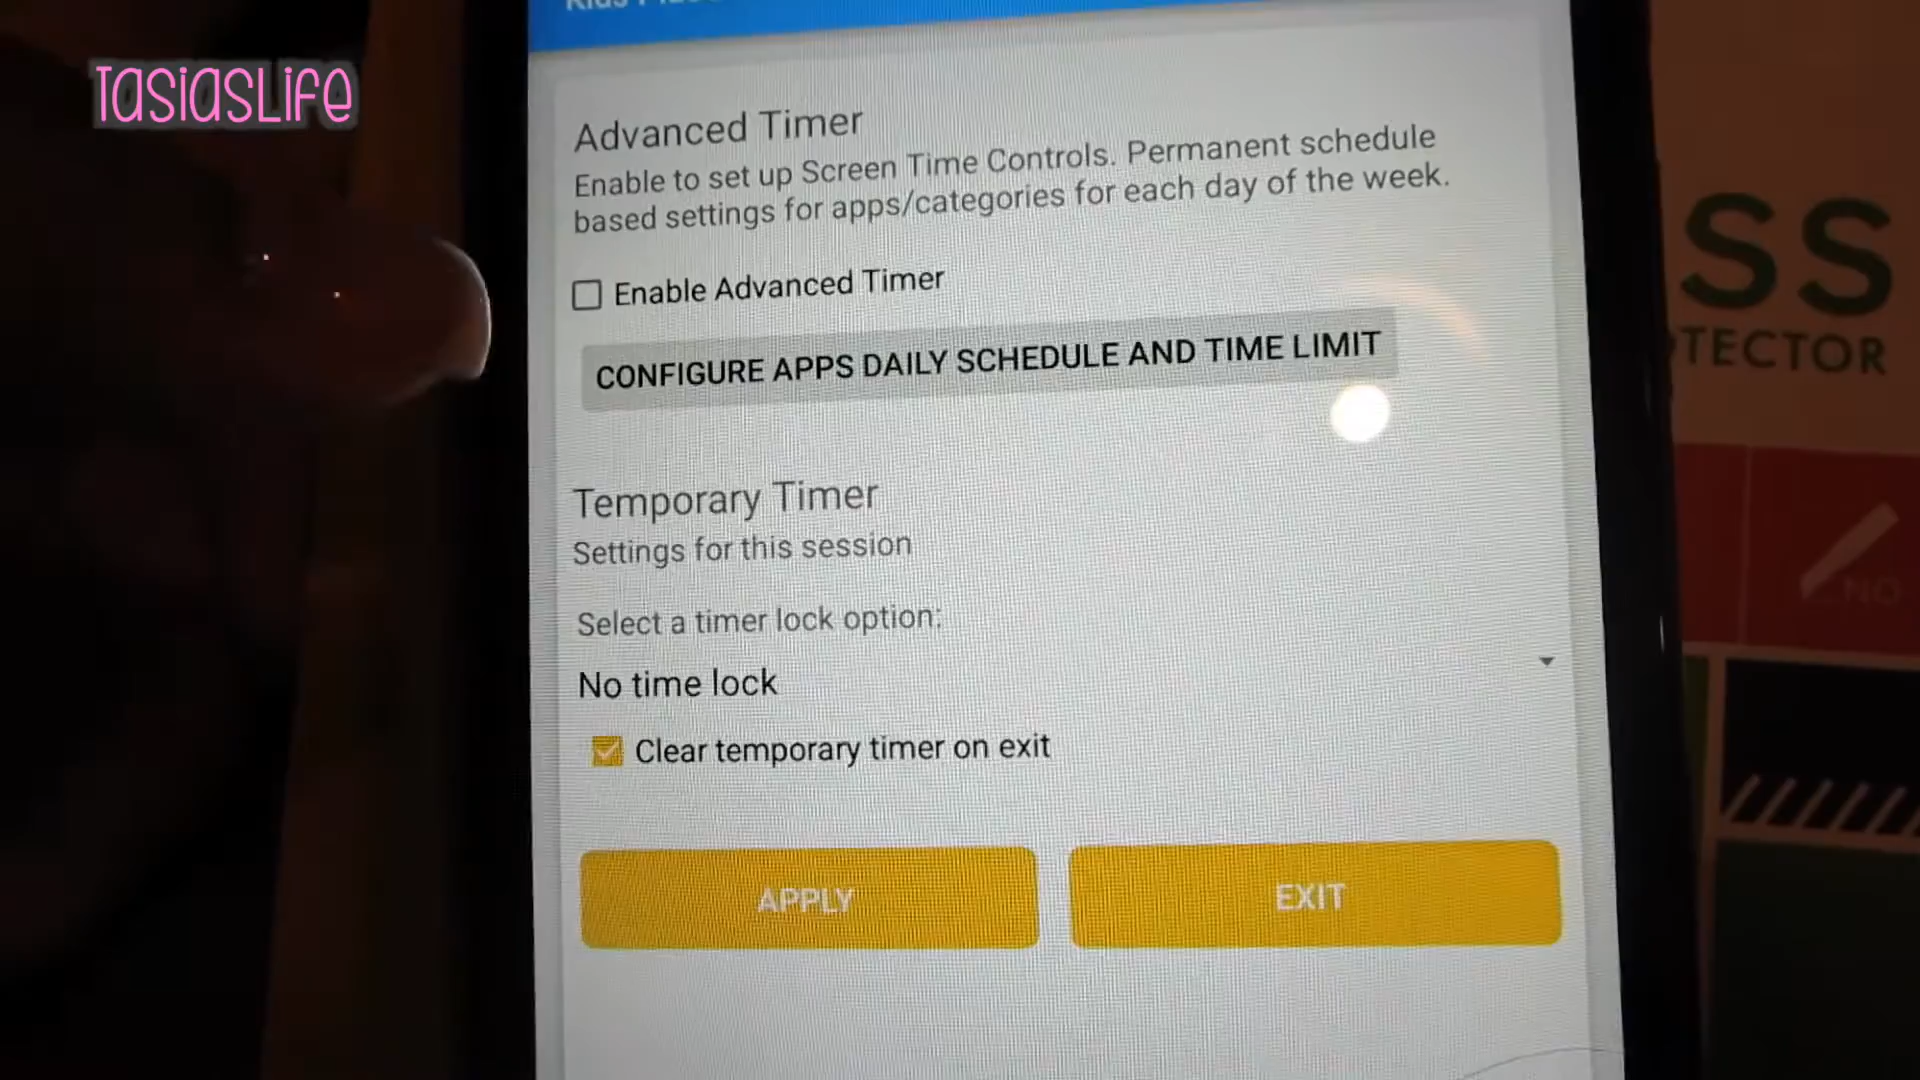 TasiasLife
Advanced Timer
Enable to set up Screen Time Controls. Permanent schedule
based settings for apps/categories for each day of the week.
Enable Advanced Timer
CONFIGURE APPS DAILY SCHEDULE AND TIME LIMIT
Temporary Timer
Settings for this session
Select a timer lock option:
No time lock
Clear temporary timer on exit
APPLY
EXIT
SS
TECTOR
NO